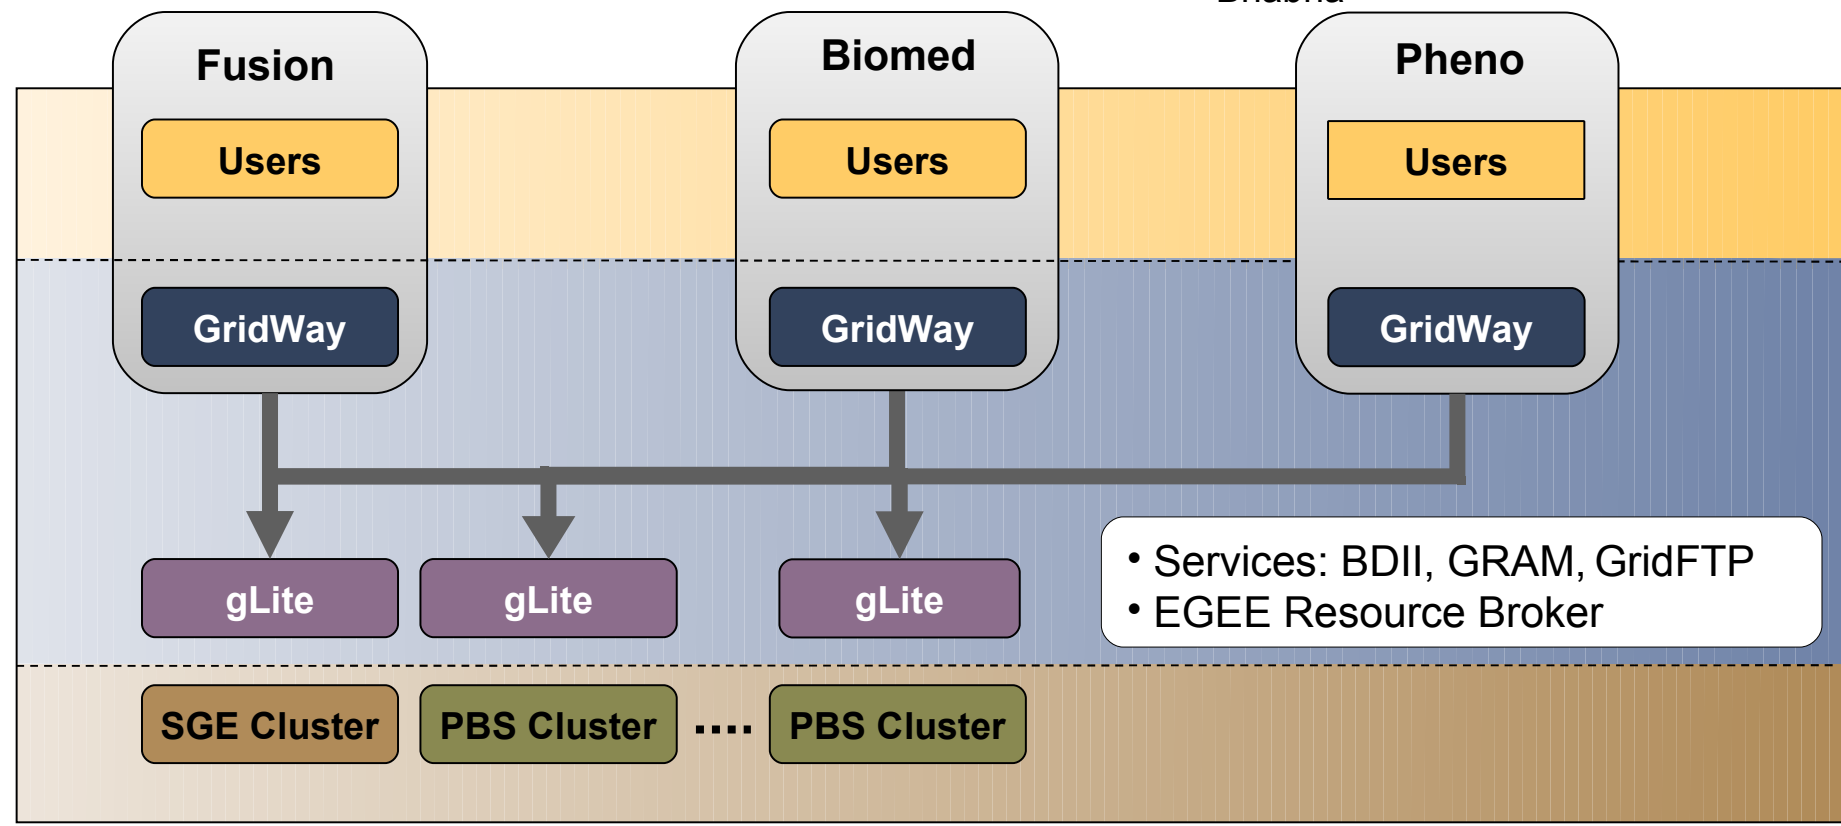 Fusion
Biomed
Pheno
Users
Users
Users
GridWay
GridWay
GridWay
gLite
gLite
gLite
• Services: BDII, GRAM, GridFTP
• EGEE Resource Broker
SGE Cluster
PBS Cluster
....
PBS Cluster